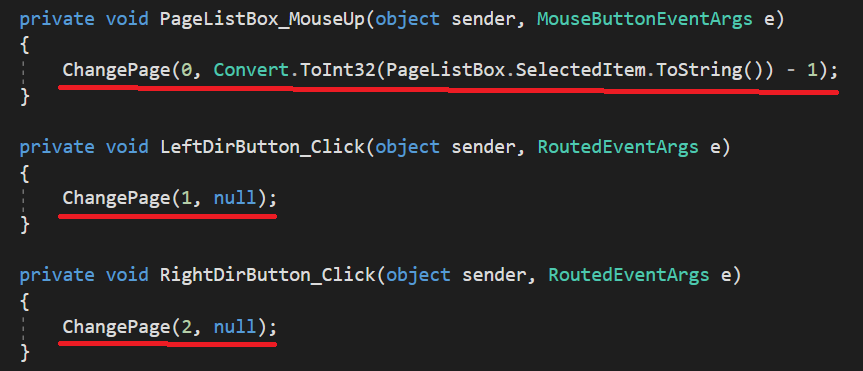 private void PageListBox_MouseUp(object sender, MouseButtonEventArgs e)
{
ChangePage(0, Convert.ToInt32(PageListBox.SelectedItem.ToString()) - 1);
}
private void LeftDirButton_Click(object sender, RoutedEventArgs e)
{
ChangePage(1, null);
}
private void RightDirButton_Click(object sender, RoutedEventArgs e)
{
ChangePage(2, null);
}